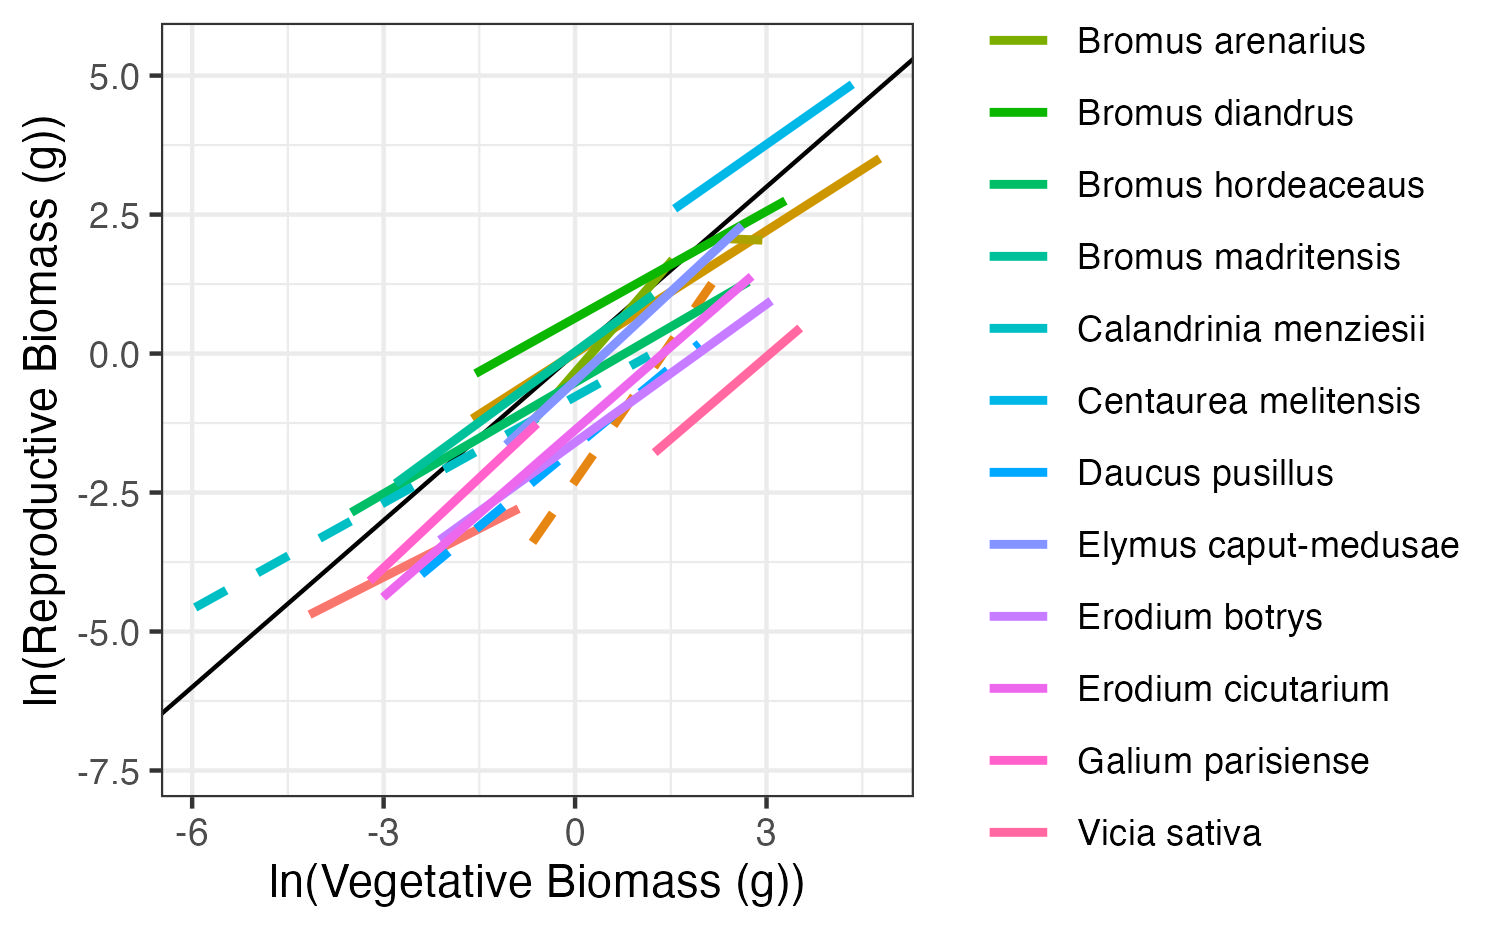 ln(Reproductive Biomass (g))
5.0
2.5
0.0
-2.5
-5.0
-7.5
-6
-3
0
3
ln(Vegetative Biomass (g))
Bromus arenarius
Bromus diandrus
Bromus hordeaceaus
Bromus madritensis
Calandrinia menziesii
Centaurea melitensis
Daucus pusillus
Elymus caput-medusae
Erodium botrys
Erodium cicutarium
Galium parisiense
Vicia sativa